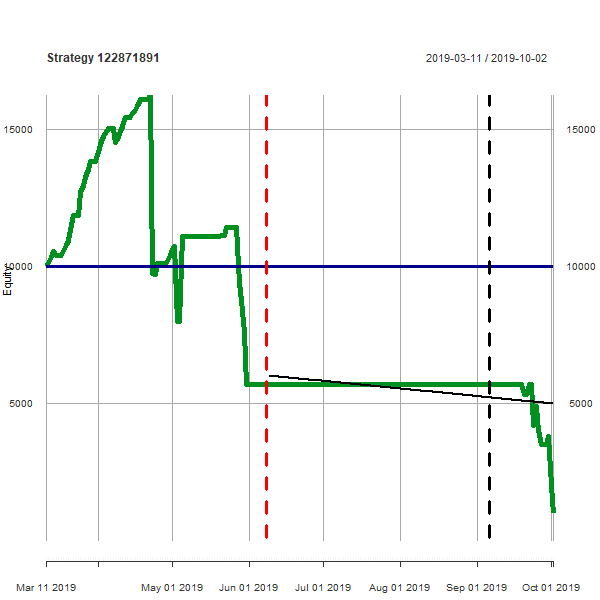 Strategy 122871891
2019-03-11 / 2019-10-02
15000
15000
10000
10000
Equity
5000
5000
Mar 11 2019
May 01 2019
Jun 01 2019
Jul 01 2019
Aug 01 2019
Sep 01 2019
Oct 01 2019